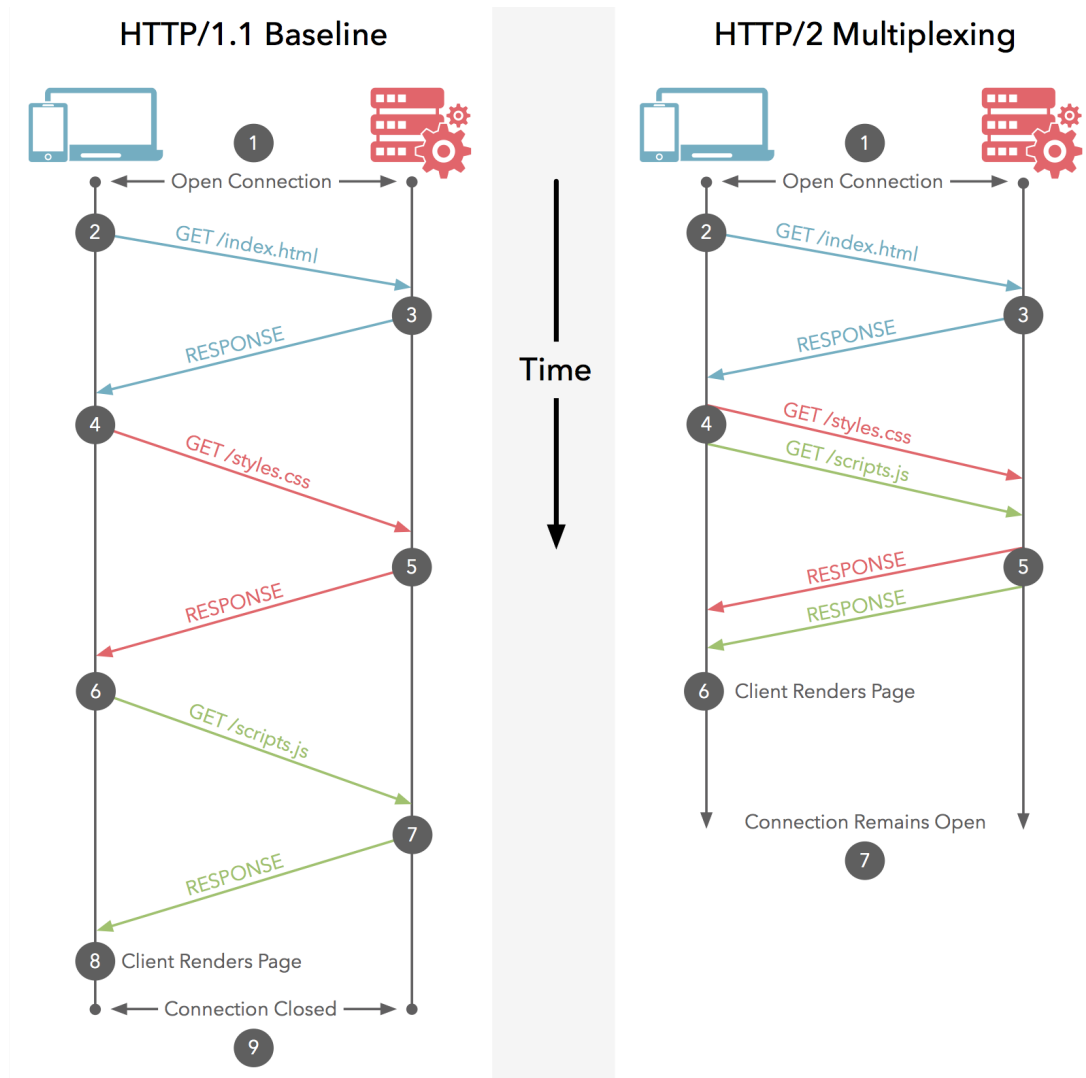 HTTP/1.1 Baseline
1
Open Connection
2
GET /index.html
3
RESPONSE
4
GET /styles.css
5
RESPONSE
6
GET /scripts.js
7
RESPONSE
8 Client Renders Page
Connection Closed
9
Time
HTTP/2 Multiplexing
1
Open Connection
2
GET /index.html
3
RESPONSE
4
GET /styles.css
GET /scripts.js
5
RESPONSE
RESPONSE
6 Client Renders Page
Connection Remains Open
7